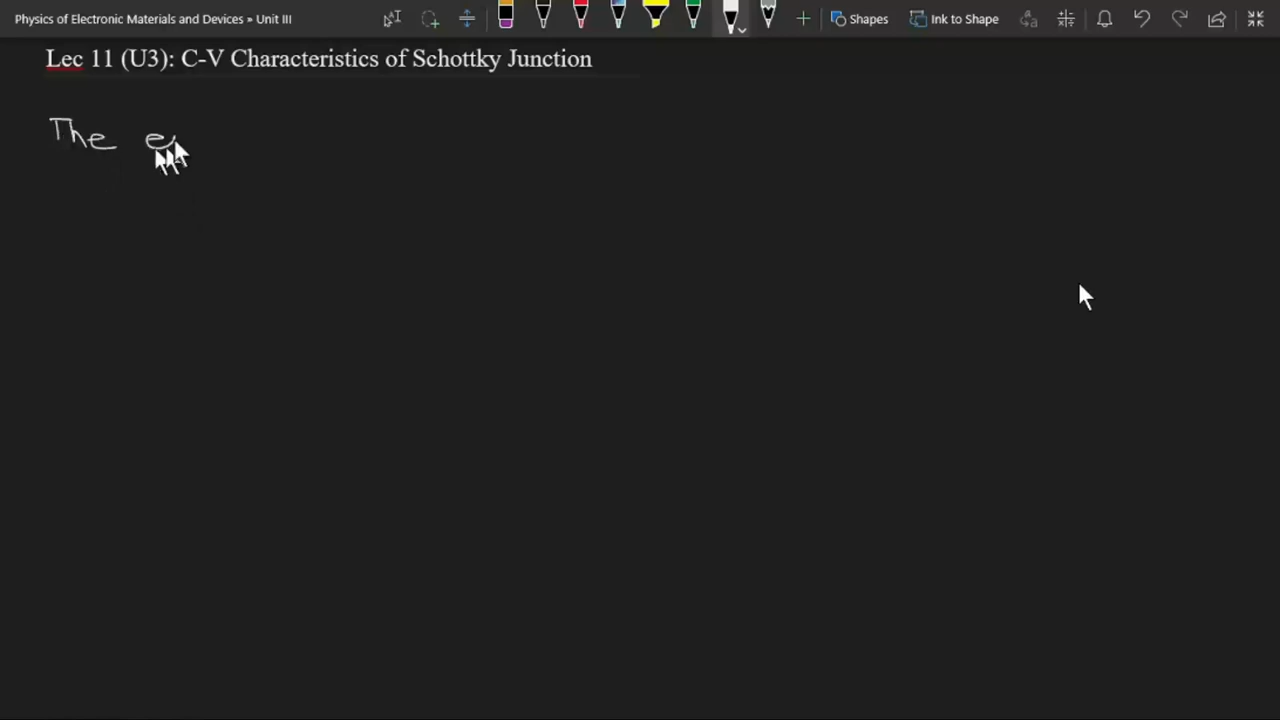 Physics of Electronic Materials and Devices » Unit III
Shapes
Ink to Shape
Lec 11 (U3): C-V Characteristics of Schottky Junction
The